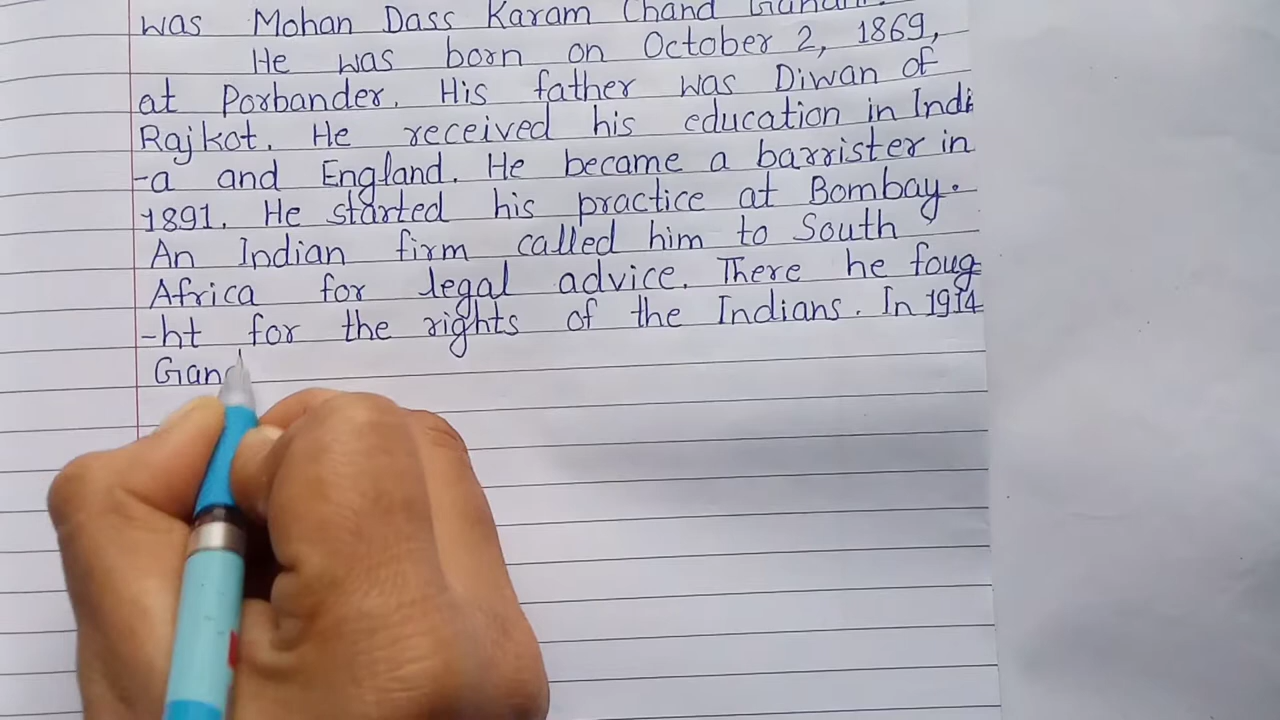 was Mohan Dass Karam Chand Gandhi.
He was born on October 2, 1869,
at Porbander. His father was Diwan of
Rajkot. He received his education in Indi
-a and England. He became a barrister in
1891. He started his practice at Bombay.
An Indian firm called him to South
Africa for legal advice. There he foug
-ht for the rights of the Indians. In 1914
Gand